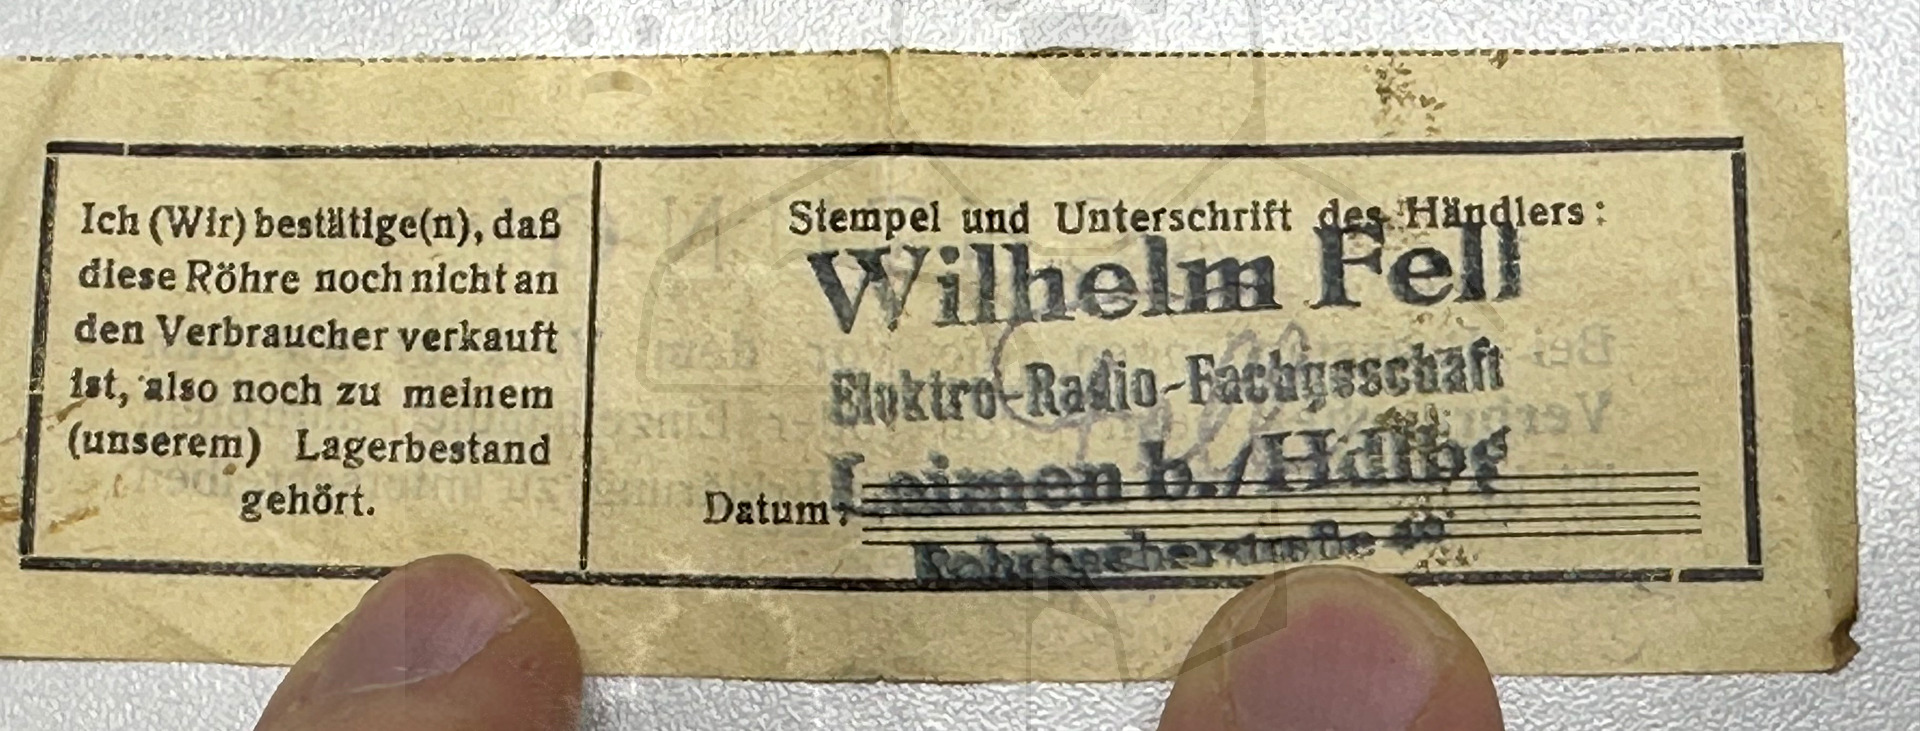 Ich (Wir) bestätige(n), daß
diese Röhre noch nicht an
den Verbraucher verkauft
ist, also noch zu meinem
(unserem) Lagerbestand
gehört.
Stempel und Unterschrift des Händlers:
Wilhelm Fell
Elektro-Radio-Fachgeschäft
Leimen b./Hdlbg
Datum:
Rohrbacherstraße